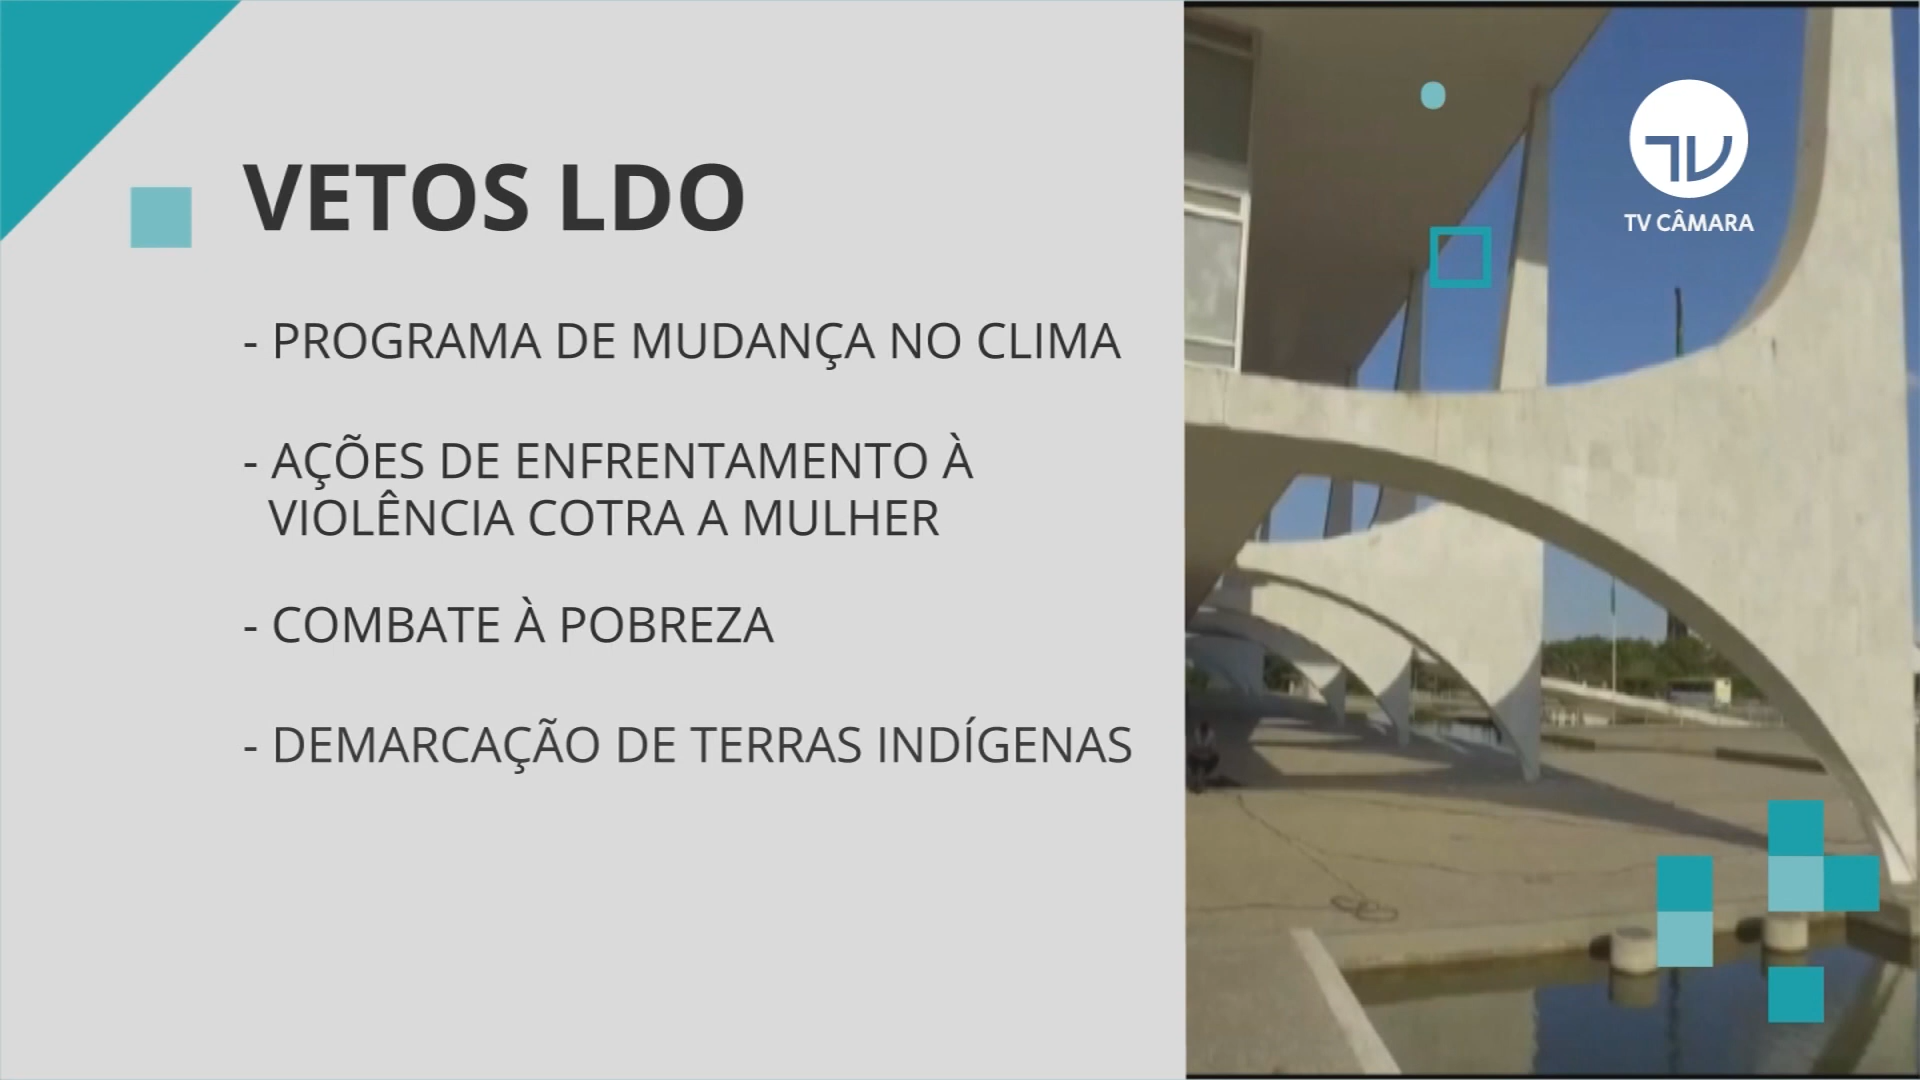 VETOS LDO
- PROGRAMA DE MUDANÇA NO CLIMA
- AÇÕES DE ENFRENTAMENTO À
VIOLÊNCIA COTRA A MULHER
- COMBATE À POBREZA
- DEMARCAÇÃO DE TERRAS INDÍGENAS
TV
TV CÂMARA